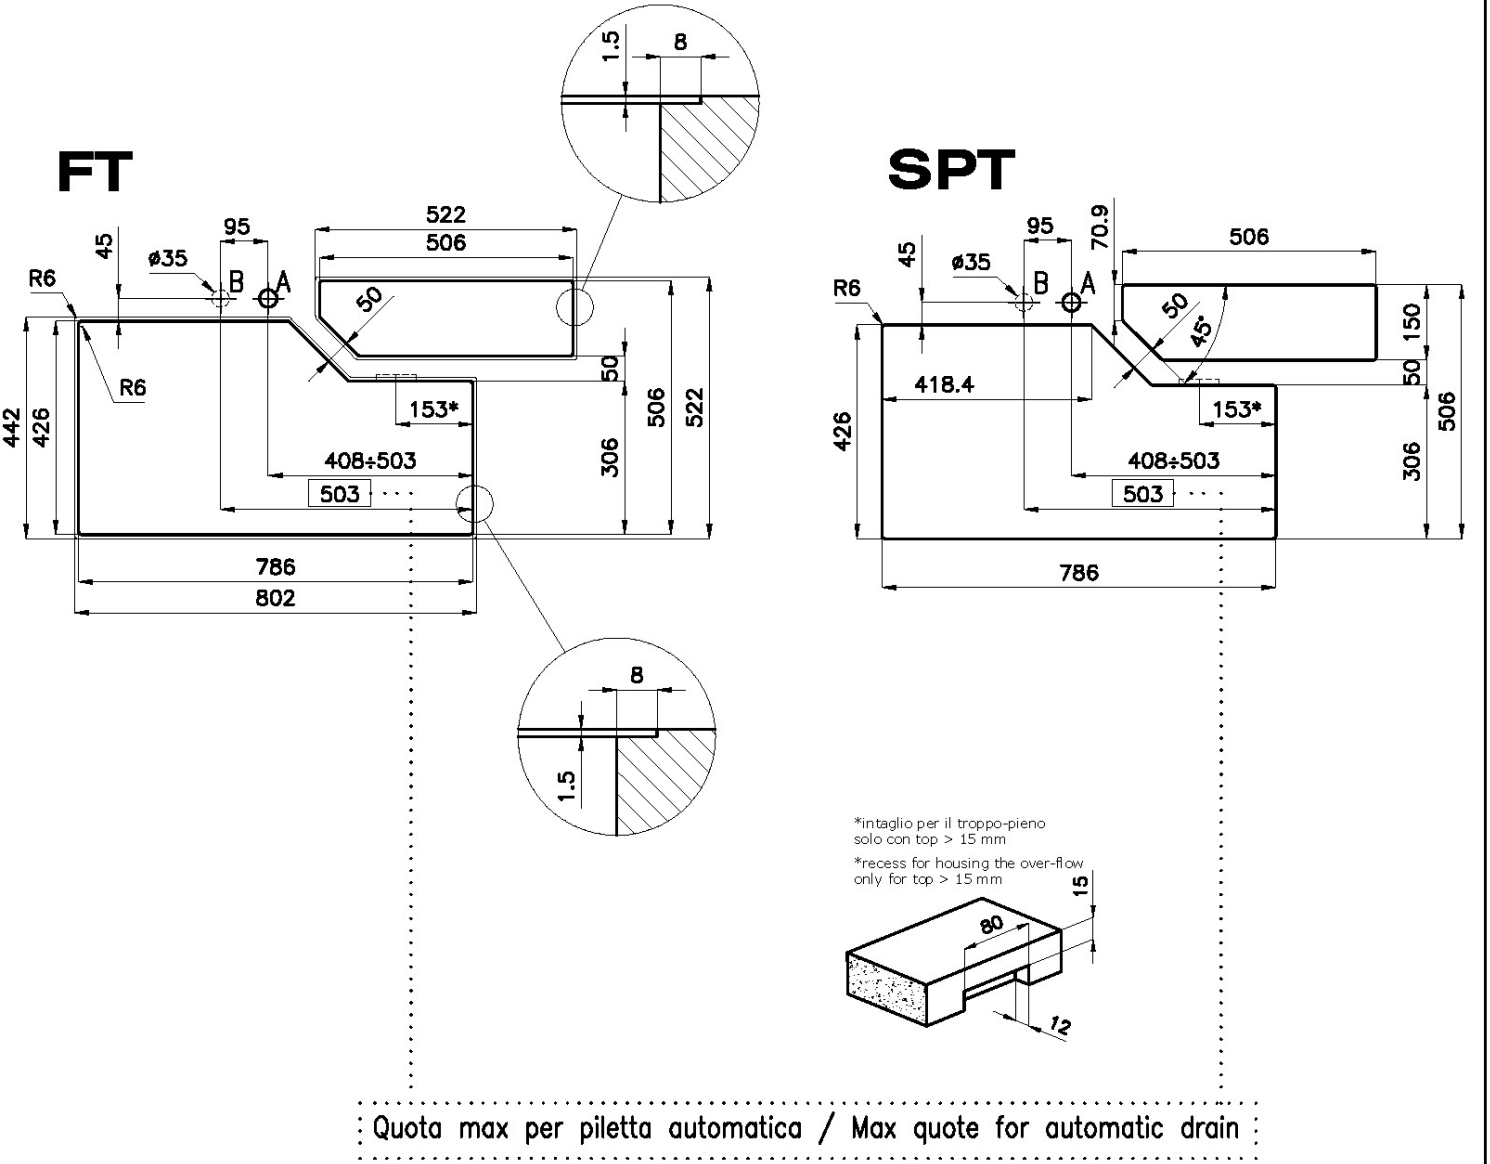 1.5
8
FT
SPT
522
506
95
45
ø35
B
A
R6
50
R6
442
426
153*
408÷503
503
50
306
506
522
786
802
70.9
95
506
45
ø35
B
A
R6
50
45°
150
50
418.4
153*
426
408÷503
503
306
506
786
8
1.5
*intaglio per il troppo-pieno
solo con top > 15 mm
*recess for housing the over-flow
only for top > 15 mm
15
80
12
Quota max per piletta automatica / Max quote for automatic drain